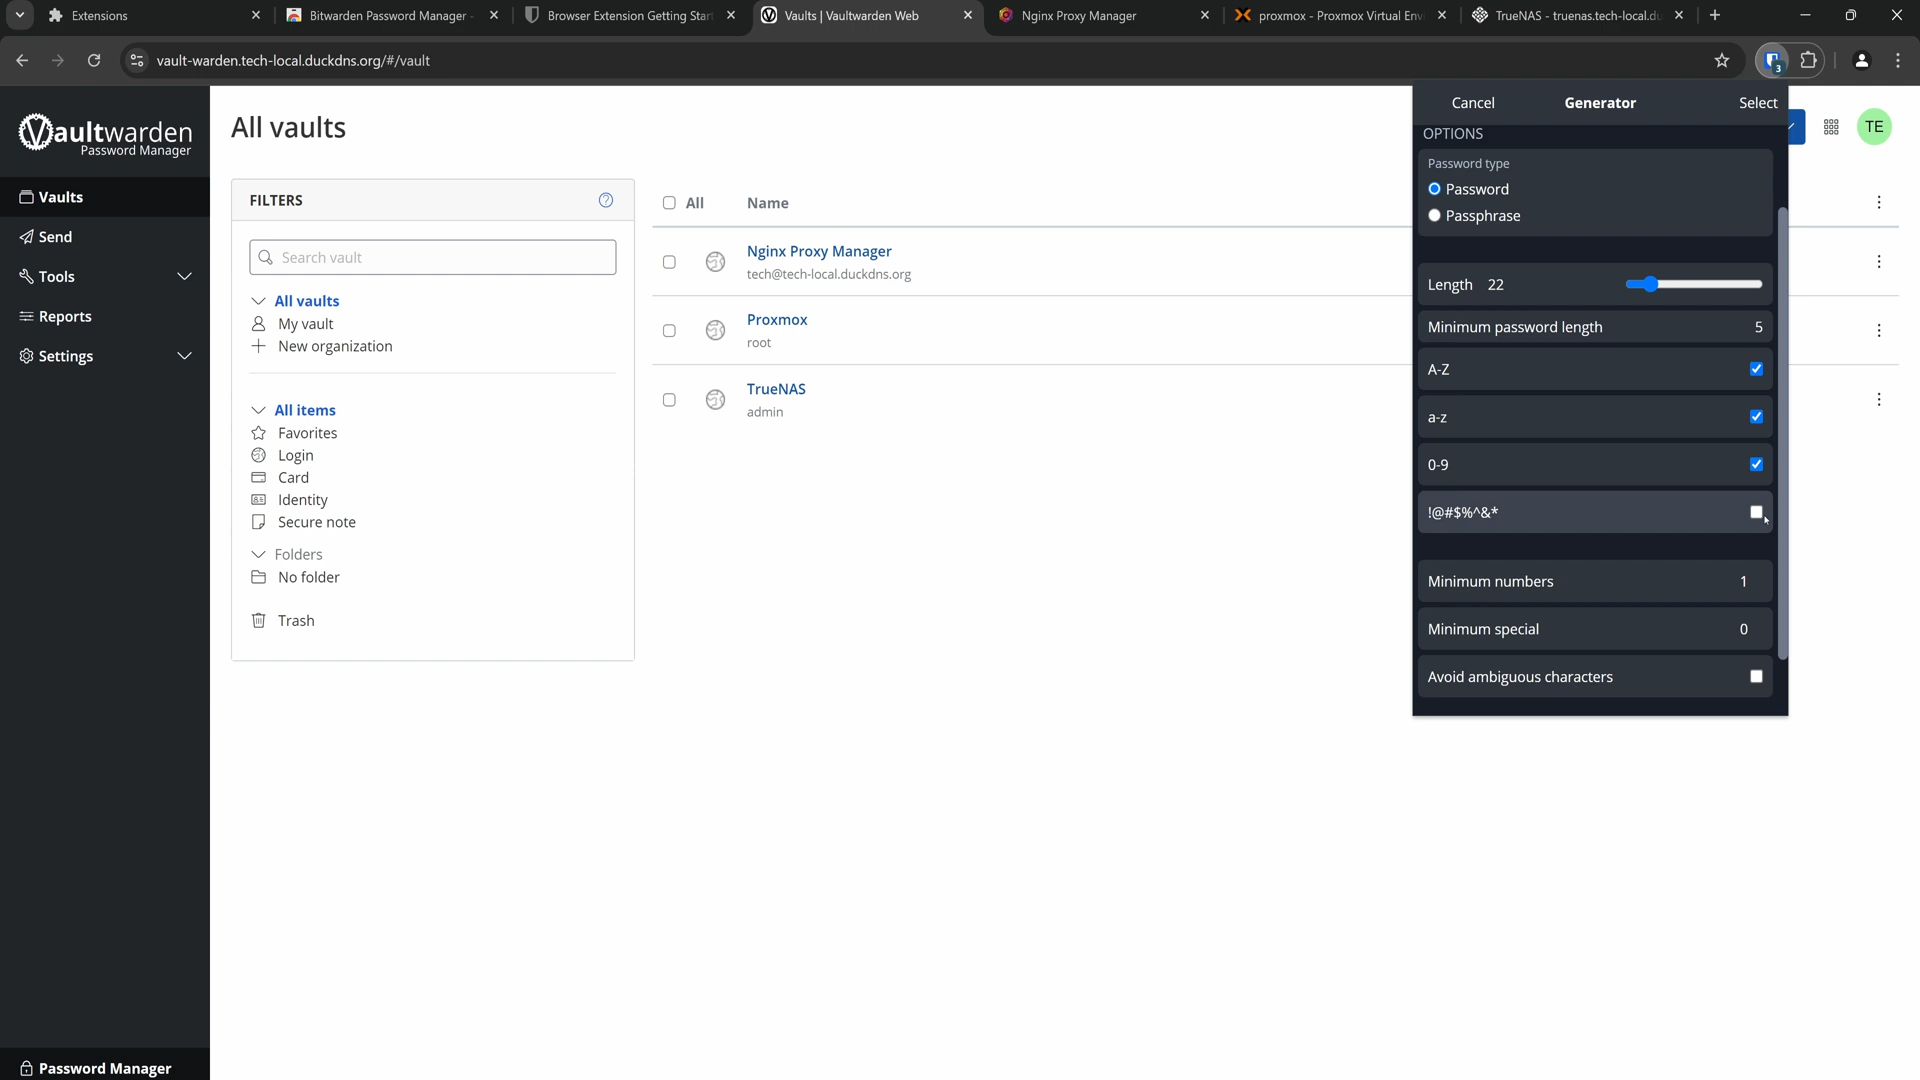 Extensions
Bitwarden Password Manager -
Browser Extension Getting Start
Vaults | Vaultwarden Web
Nginx Proxy Manager
proxmox - Proxmox Virtual Envi
TrueNAS - truenas.tech-local.du
vault-warden.tech-local.duckdns.org/#/vault
3
Vaultwarden
Password Manager
Vaults
Send
Tools
Reports
Settings
Password Manager
All vaults
TE
FILTERS
Search vault
All vaults
My vault
New organization
All items
Favorites
Login
Card
Identity
Secure note
Folders
No folder
Trash
All Name
Nginx Proxy Manager
tech@tech-local.duckdns.org
Proxmox
root
TrueNAS
admin
Cancel Generator Select
OPTIONS
Password type
Password
Passphrase
Length 22
Minimum password length 5
A-Z
a-z
0-9
!@#$%^&*
Minimum numbers 1
Minimum special 0
Avoid ambiguous characters